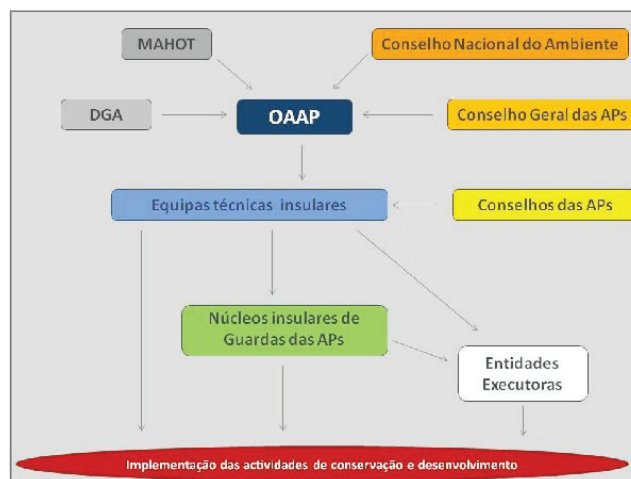 MAHOT
Conselho Nacional do Ambiente
DGA
OAAP
Conselho Geral das APs
Equipas técnicas insulares
Conselhos das APs
Núcleos insulares de
Guardas das APs
Entidades
Executoras
Implementação das actividades de conservação e desenvolvimento